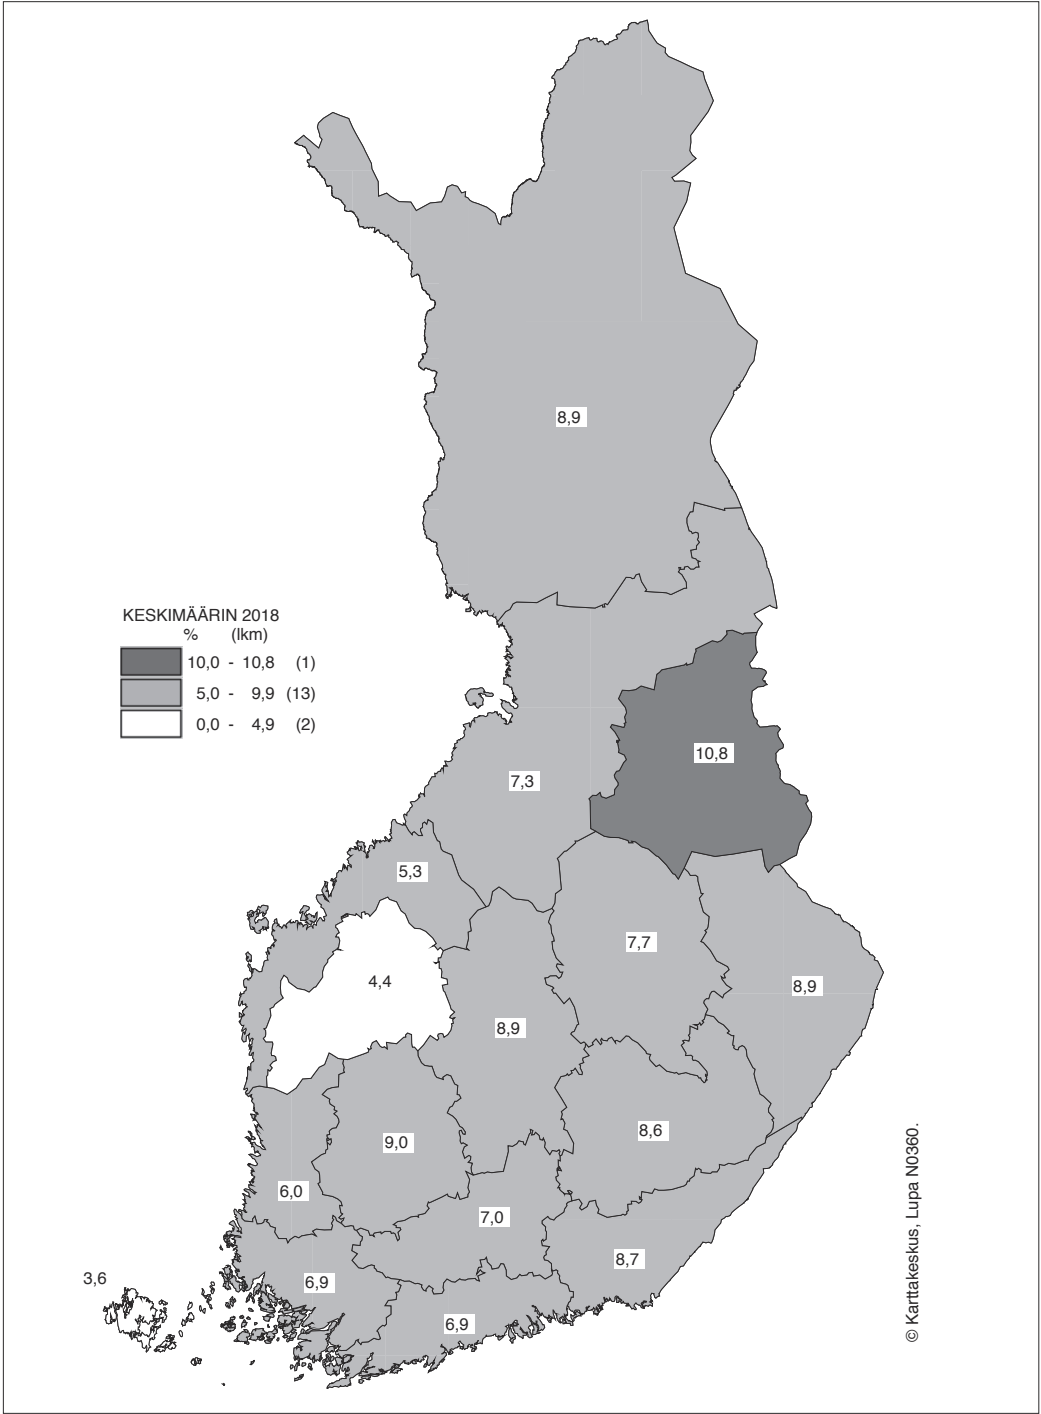 8,9
KESKIMÄÄRIN 2018
% (lkm)
10,0 - 10,8 (1)
5,0 - 9,9 (13)
0,0 - 4,9 (2)
10,8
7,3
5,3
7,7
4,4
8,9
8,9
8,6
9,0
6,0
7,0
8,7
3,6
6,9
6,9
© Karttakeskus, Lupa N0360.